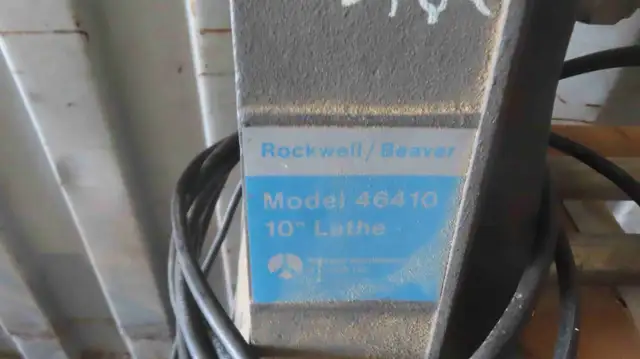 Rockwell/Beaver
Model 46410
10" Lathe